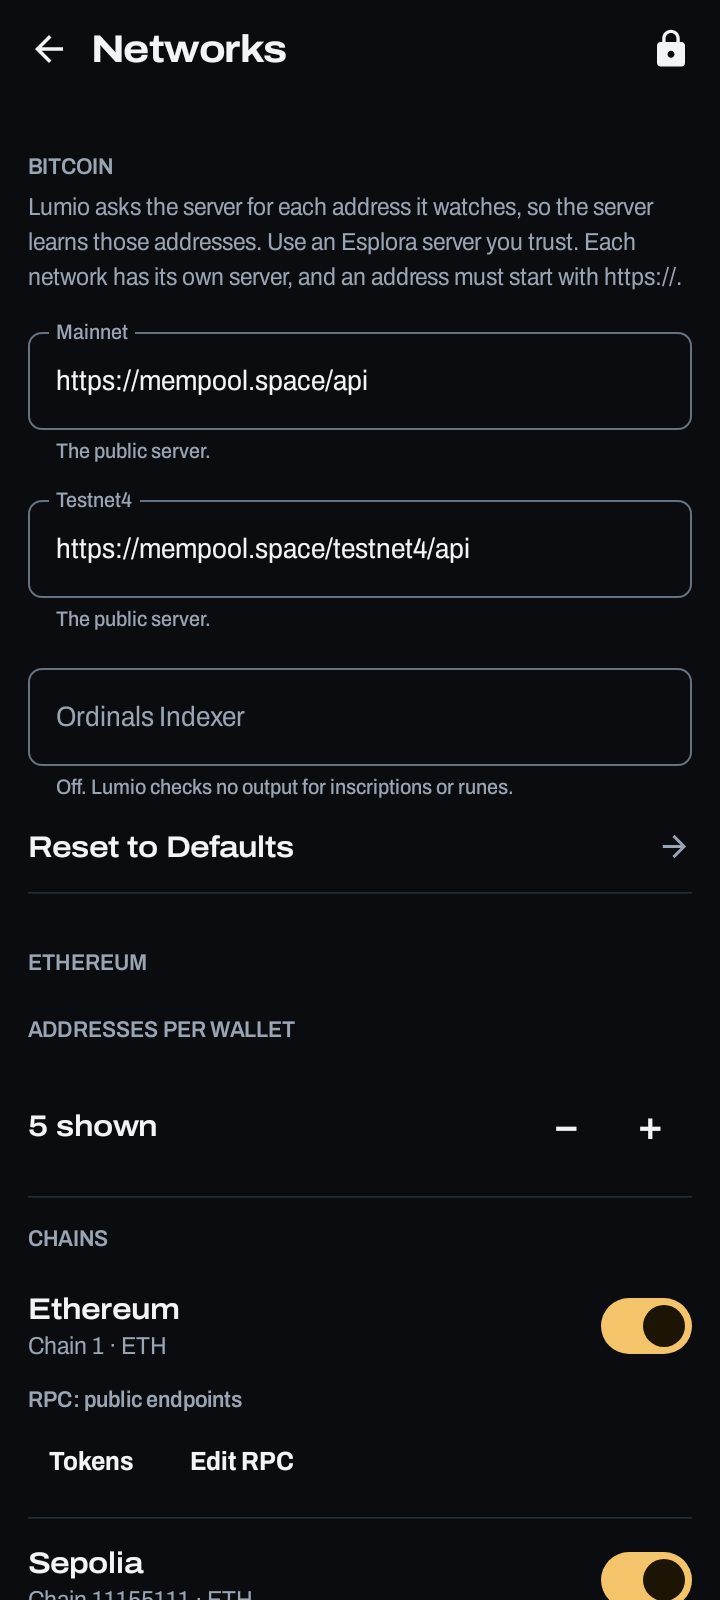 Networks
BITCOIN
Lumio asks the server for each address it watches, so the server
learns those addresses. Use an Esplora server you trust. Each
network has its own server, and an address must start with https://.
Mainnet
https://mempool.space/api
The public server.
Testnet4
https://mempool.space/testnet4/api
The public server.
Ordinals Indexer
Off. Lumio checks no output for inscriptions or runes.
Reset to Defaults
ETHEREUM
ADDRESSES PER WALLET
5 shown
CHAINS
Ethereum
Chain 1 · ETH
RPC: public endpoints
Tokens Edit RPC
Sepolia
Chain 11155111 · ETH